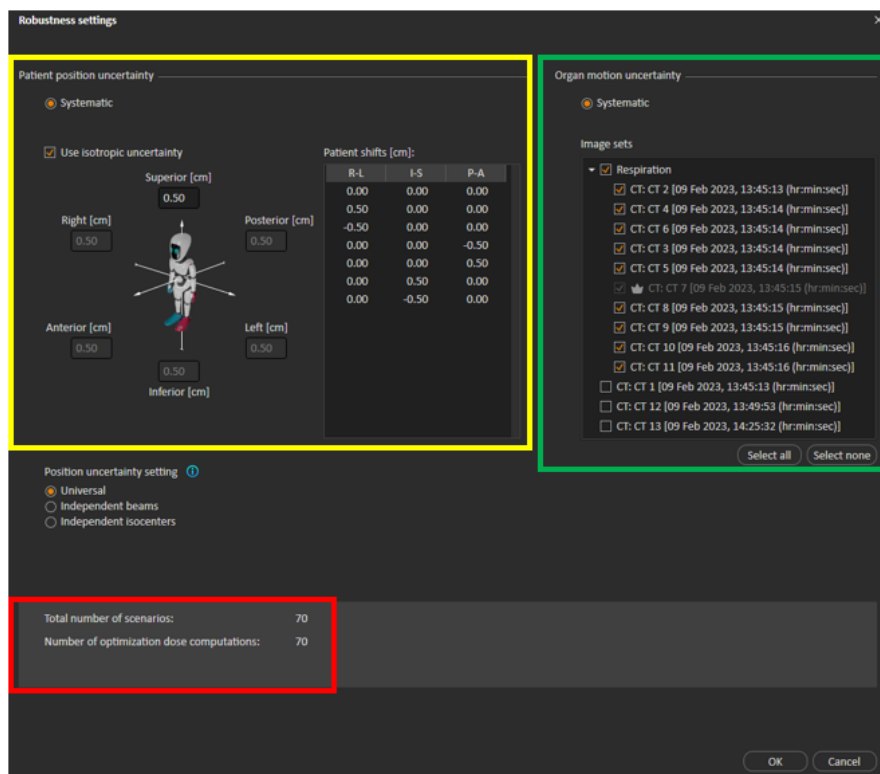 Robustness settings
Patient position uncertainty
Systematic
Use isotropic uncertainty
Superior [cm]
0.50
Right [cm]
0.50
Posterior [cm]
0.50
Anterior [cm]
0.50
Left [cm]
0.50
0.50
Inferior [cm]
Patient shifts [cm]:
R-L I-S P-A
0.00 0.00 0.00
0.50 0.00 0.00
-0.50 0.00 0.00
0.00 0.00 -0.50
0.00 0.00 0.50
0.00 0.50 0.00
0.00 -0.50 0.00
Organ motion uncertainty
Systematic
Image sets
Respiration
CT: CT 2 [09 Feb 2023, 13:45:13 (hr:min:sec)]
CT: CT 4 [09 Feb 2023, 13:45:14 (hr:min:sec)]
CT: CT 6 [09 Feb 2023, 13:45:14 (hr:min:sec)]
CT: CT 3 [09 Feb 2023, 13:45:14 (hr:min:sec)]
CT: CT 5 [09 Feb 2023, 13:45:14 (hr:min:sec)]
CT: CT 7 [09 Feb 2023, 13:45:15 (hr:min:sec)]
CT: CT 8 [09 Feb 2023, 13:45:15 (hr:min:sec)]
CT: CT 9 [09 Feb 2023, 13:45:15 (hr:min:sec)]
CT: CT 10 [09 Feb 2023, 13:45:16 (hr:min:sec)]
CT: CT 11 [09 Feb 2023, 13:45:16 (hr:min:sec)]
CT: CT 1 [09 Feb 2023, 13:45:13 (hr:min:sec)]
CT: CT 12 [09 Feb 2023, 13:49:53 (hr:min:sec)]
CT: CT 13 [09 Feb 2023, 14:25:32 (hr:min:sec)]
Select all Select none
Position uncertainty setting
Universal
Independent beams
Independent isocenters
Total number of scenarios: 70
Number of optimization dose computations: 70
OK Cancel